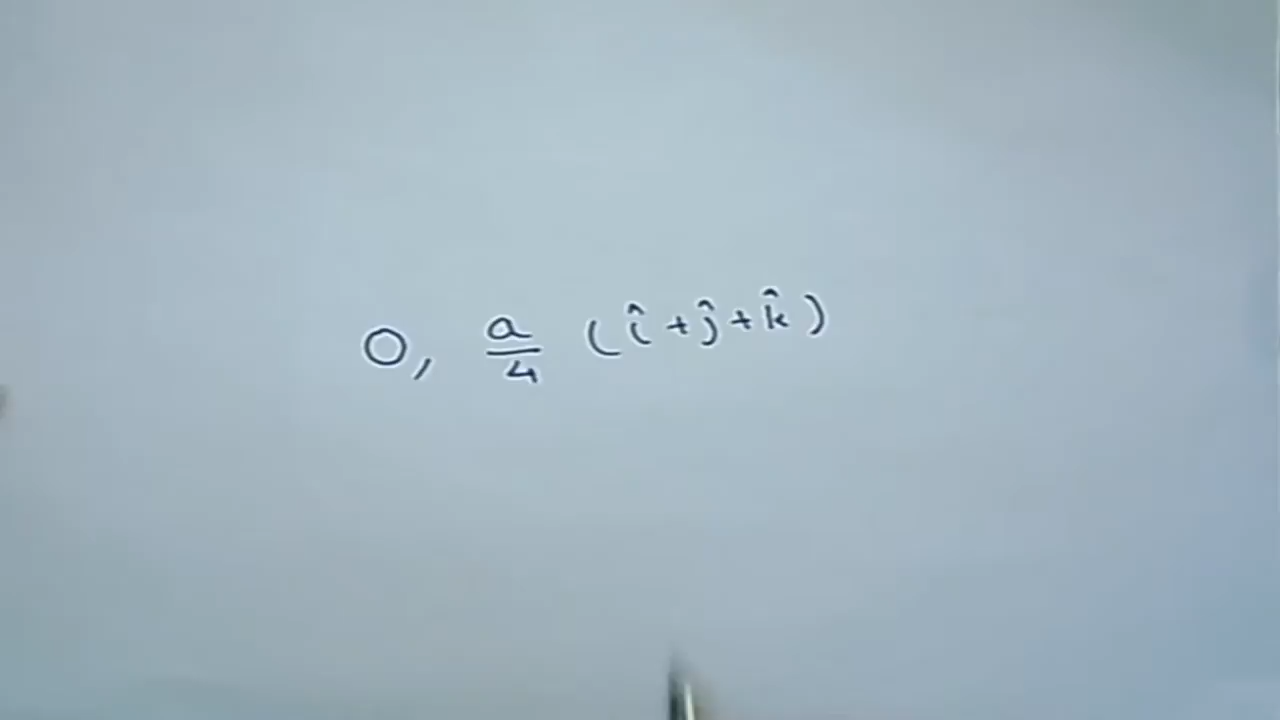 0, a/4 (î + ĵ + k̂)